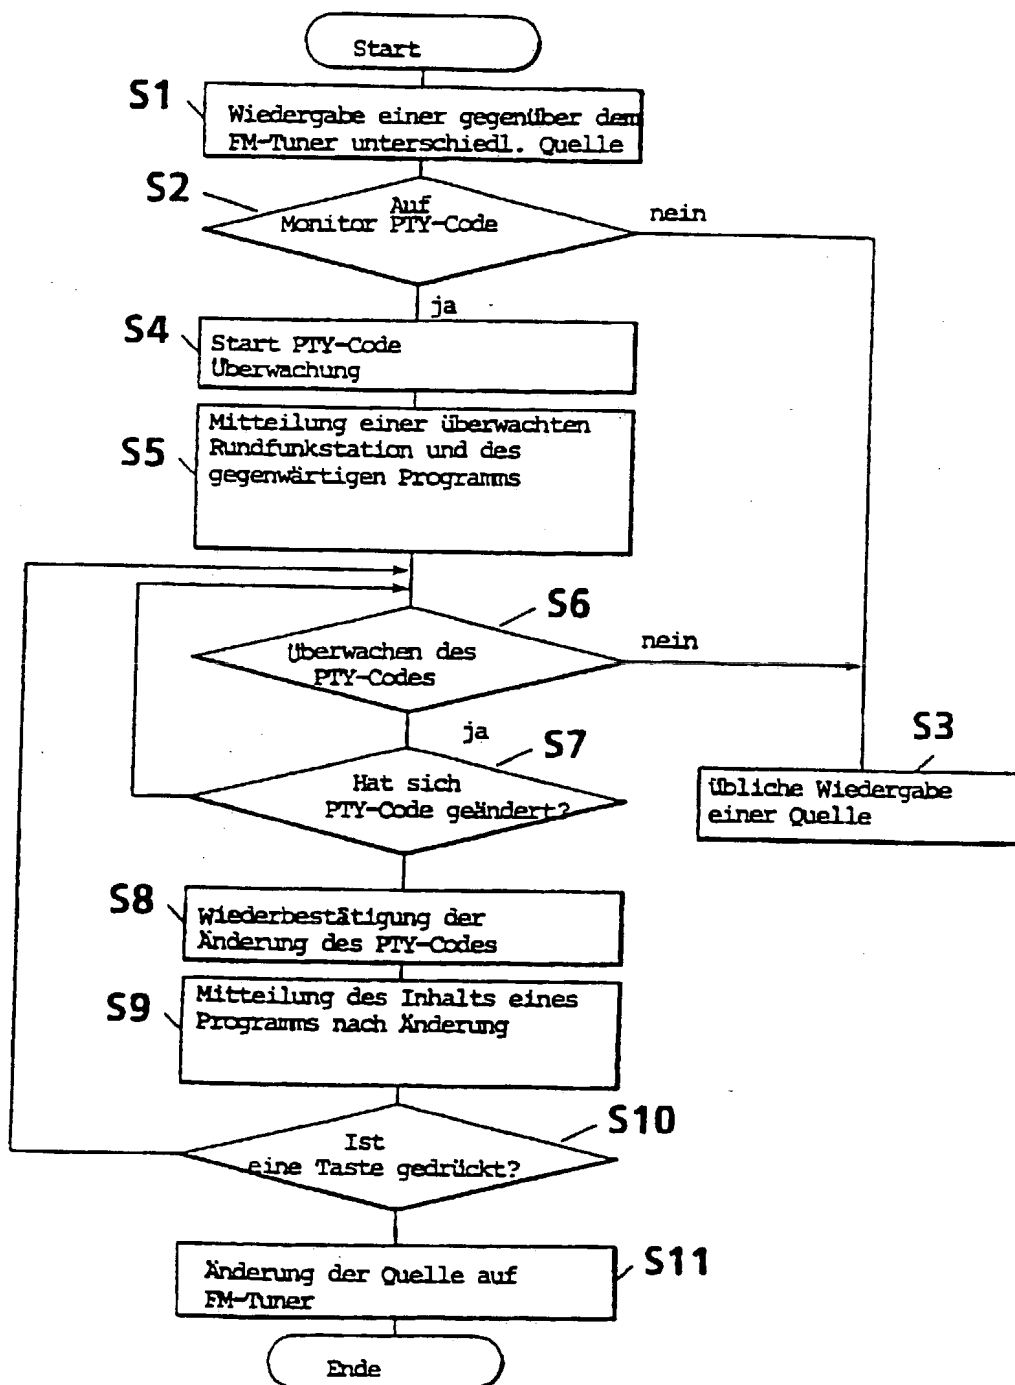 Start
S1
Wiedergabe einer gegenüber dem
FM-Tuner unterschiedl. Quelle
S2
Auf
Monitor PTY-Code
nein
ja
S4
Start PTY-Code
Überwachung
S5
Mitteilung einer überwachten
Rundfunkstation und des
gegenwärtigen Programms
S6
Überwachen des
PTY-Codes
nein
ja
S7
Hat sich
PTY-Code geändert?
S3
übliche Wiedergabe
einer Quelle
S8
Wiederbestätigung der
Änderung des PTY-Codes
S9
Mitteilung des Inhalts eines
Programms nach Änderung
S10
Ist
eine Taste gedrückt?
S11
Änderung der Quelle auf
FM-Tuner
Ende